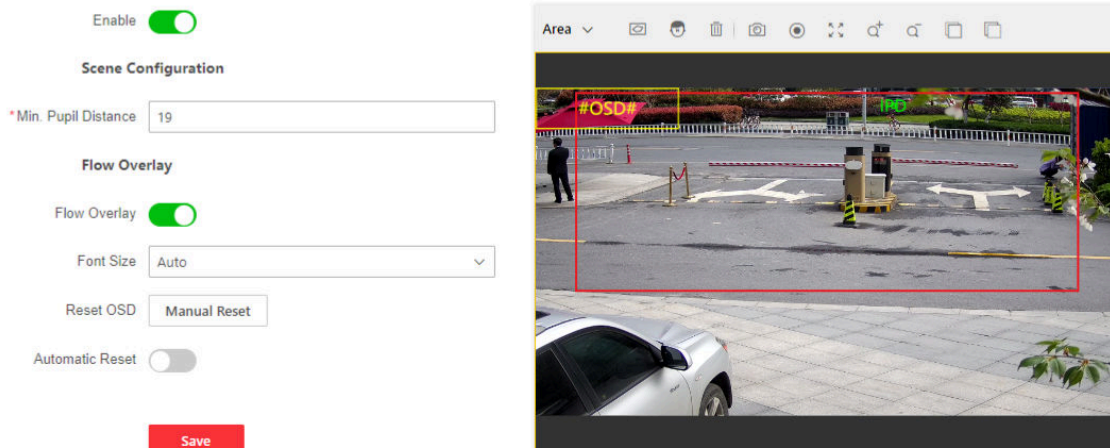 Enable
Area
Scene Configuration
* Min. Pupil Distance 19
#OSD#
IPD
Flow Overlay
Flow Overlay
Font Size Auto
Reset OSD Manual Reset
Automatic Reset
Save